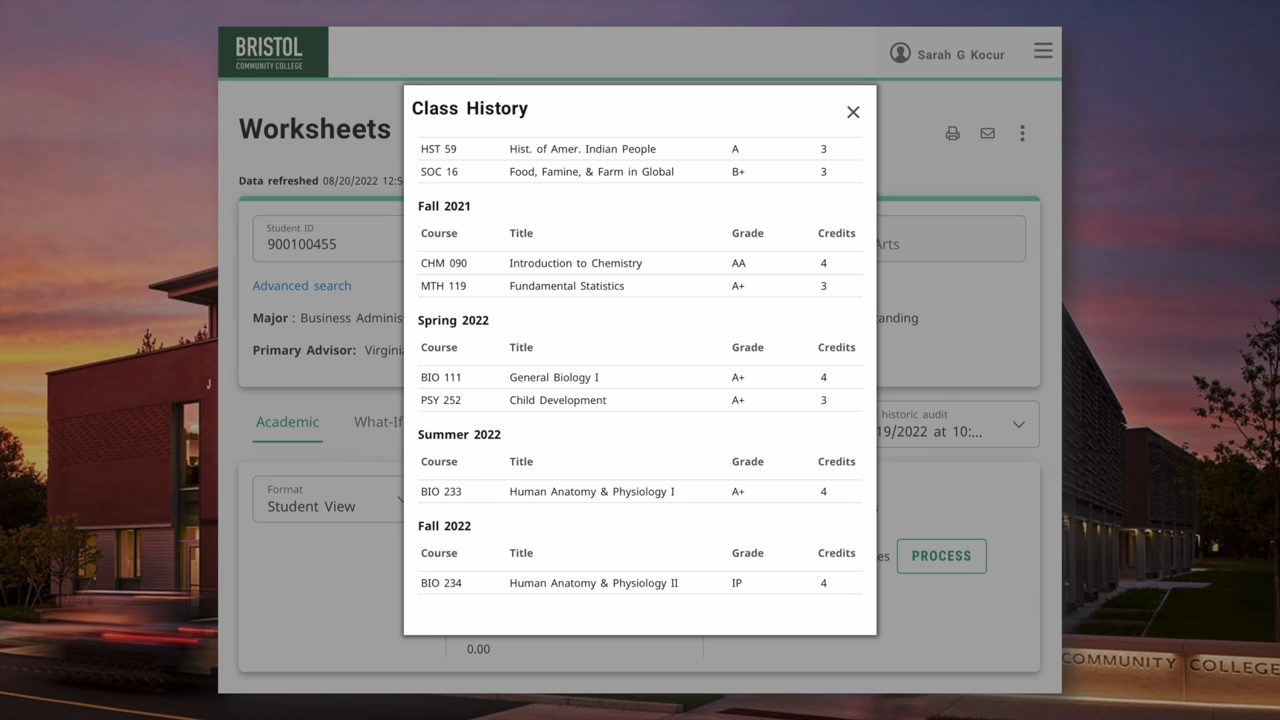 BRISTOL
COMMUNITY COLLEGE
Sarah G Kocur
Worksheets
Data refreshed 08/20/2022 12:5
Student ID
900100455
Arts
Advanced search
Major : Business Adminis
anding
Primary Advisor: Virginia
Academic
What-If
historic audit
19/2022 at 10:...
Format
Student View
es
PROCESS
0.00
Class History
HST 59 Hist. of Amer. Indian People A 3
SOC 16 Food, Famine, & Farm in Global B+ 3
Fall 2021
Course Title Grade Credits
CHM 090 Introduction to Chemistry AA 4
MTH 119 Fundamental Statistics A+ 3
Spring 2022
Course Title Grade Credits
BIO 111 General Biology I A+ 4
PSY 252 Child Development A+ 3
Summer 2022
Course Title Grade Credits
BIO 233 Human Anatomy & Physiology I A+ 4
Fall 2022
Course Title Grade Credits
BIO 234 Human Anatomy & Physiology II IP 4
J
COMMUNITY COLLEGE